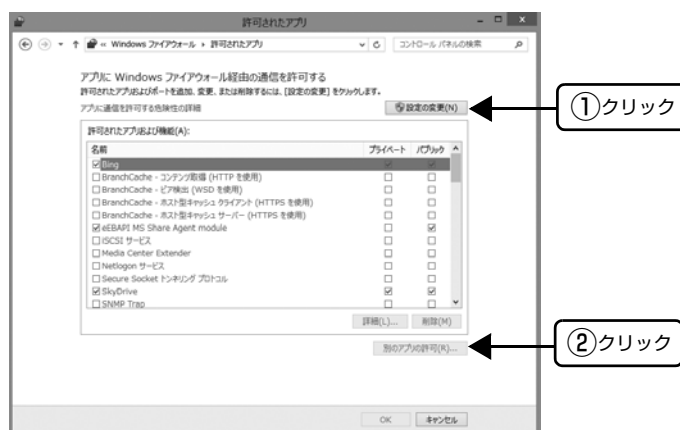 許可されたアプリ
« Windows ファイアウォール › 許可されたアプリ
コントロール パネルの検索
アプリに Windows ファイアウォール経由の通信を許可する
許可されたアプリおよびポートを追加、変更、または削除するには、[設定の変更] をクリックします。
アプリに通信を許可する危険性の詳細
設定の変更(N)
①クリック
許可されたアプリおよび機能(A):
名前 プライベート パブリック
Bing
BranchCache - コンテンツ取得 (HTTP を使用)
BranchCache - ピア検出 (WSD を使用)
BranchCache - ホスト型キャッシュ クライアント (HTTPS を使用)
BranchCache - ホスト型キャッシュ サーバー (HTTPS を使用)
eEBAPI MS Share Agent module
iSCSI サービス
Media Center Extender
Netlogon サービス
Secure Socket トンネリング プロトコル
SkyDrive
SNMP Trap
詳細(L)... 削除(M)
別のアプリの許可(R)...
②クリック
OK キャンセル